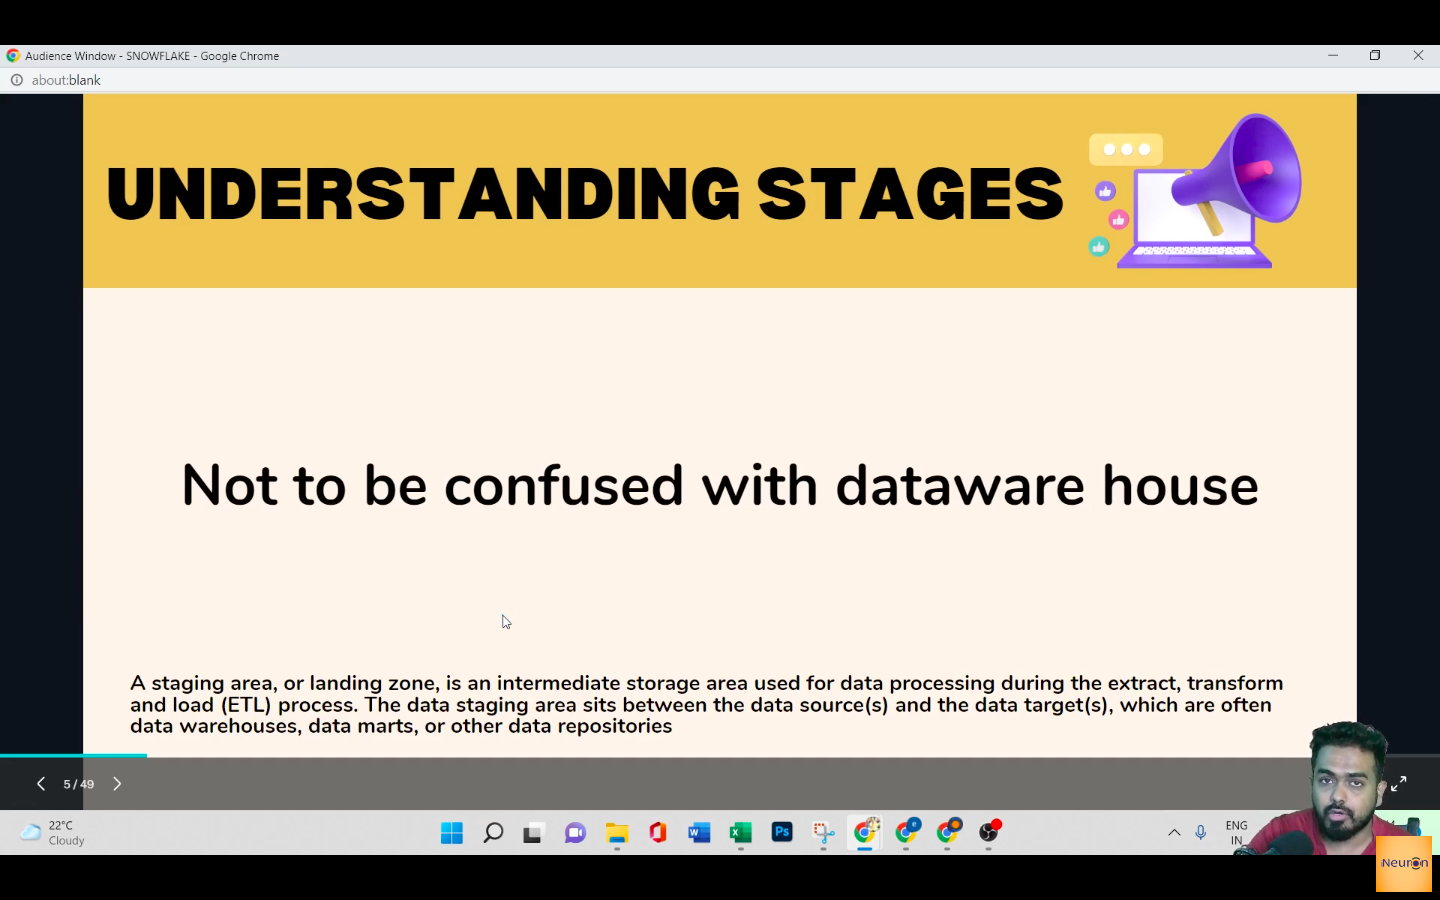 Audience Window - SNOWFLAKE - Google Chrome
about:blank
UNDERSTANDING STAGES
Not to be confused with dataware house
A staging area, or landing zone, is an intermediate storage area used for data processing during the extract, transform
and load (ETL) process. The data staging area sits between the data source(s) and the data target(s), which are often
data warehouses, data marts, or other data repositories
5 / 49
22°C
Cloudy
ENG
IN
iNeuron